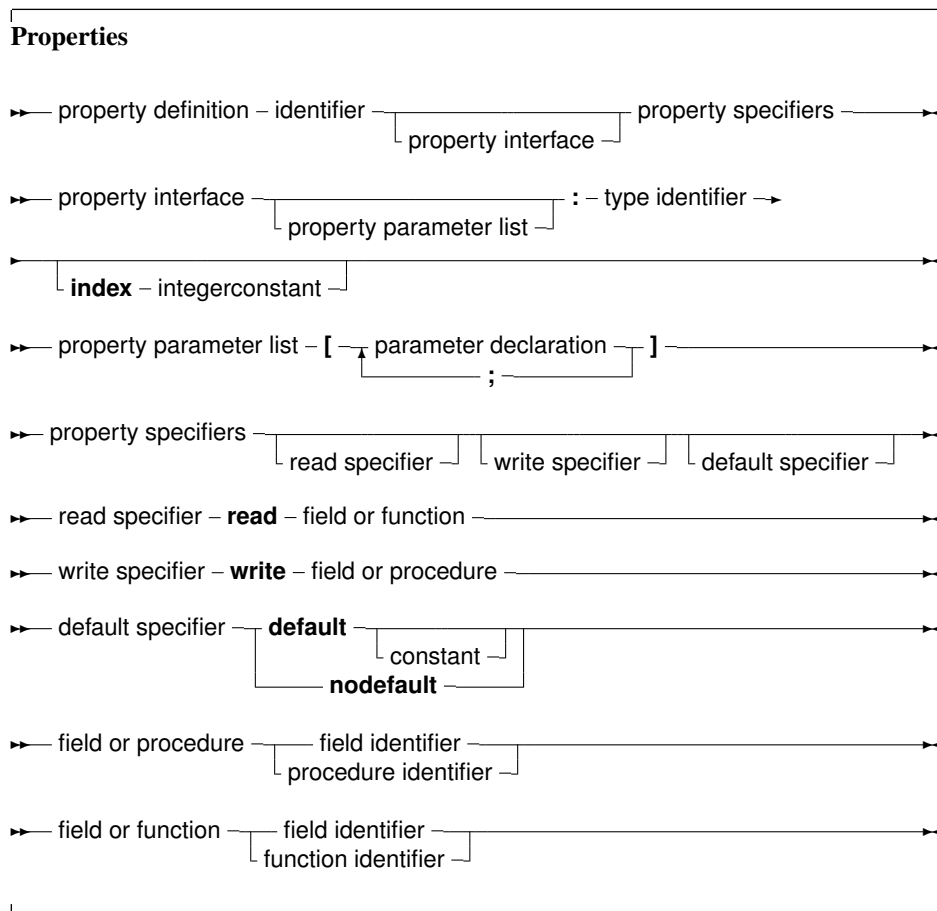 Properties
property definition identifier property specifiers
property interface
property interface : type identifier
property parameter list
index integerconstant
property parameter list [ parameter declaration ]
;
property specifiers
read specifier write specifier default specifier
read specifier read field or function
write specifier write field or procedure
default specifier default
constant
nodefault
field or procedure field identifier
procedure identifier
field or function field identifier
function identifier